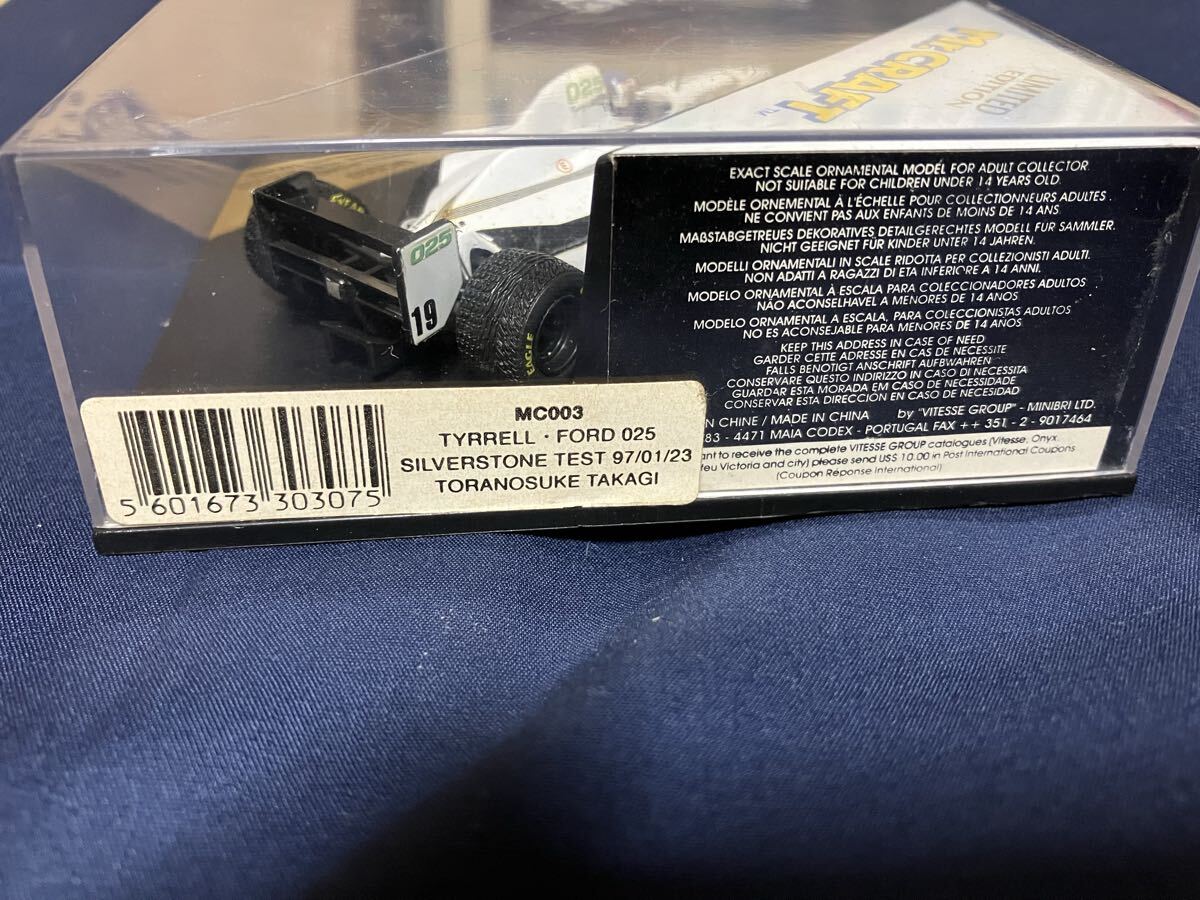 LIMITED
EDITION
Mr.CRAFT
TM
025
025
19
EAGLE
EXACT SCALE ORNAMENTAL MODEL FOR ADULT COLLECTOR.
NOT SUITABLE FOR CHILDREN UNDER 14 YEARS OLD.
MODÈLE ORNEMENTAL À L'ÉCHELLE POUR COLLECTIONNEURS ADULTES.
NE CONVIENT PAS AUX ENFANTS DE MOINS DE 14 ANS
MAßSTABGETREUES DEKORATIVES DETAILGERECHTES MODELL FUR SAMMLER.
NICHT GEEIGNET FÜR KINDER UNTER 14 JAHREN.
MODELLI ORNAMENTALI IN SCALE RIDOTTA PER COLLEZIONISTI ADULTI.
NON ADATTI A RAGAZZI DI ETA INFERIORE A 14 ANNI.
MODELO ORNAMENTAL À ESCALA PARA COLECCIONADORES ADULTOS
NÃO ACONSELHAVEL A MENORES DE 14 ANOS
MODELO ORNAMENTAL A ESCALA, PARA COLECCIONISTAS ADULTOS
NO ES ACONSEJABLE PARA MENORES DE 14 AÑOS
KEEP THIS ADDRESS IN CASE OF NEED
GARDER CETTE ADRESSE EN CAS DE NECESSITE
FALLS BENOTIGT ANSCHRIFT AUFBWAHREN
CONSERVARE QUESTO INDIRIZZO IN CASO DI NECESSITA
GUARDAR ESTA MORADA EM CASO DE NECESSIDADE
CONSERVAR ESTA DIRECCIÓN EN CASO DE NECESIDAD
N CHINE / MADE IN CHINA by "VITESSE GROUP" - MINIBRI LTD.
83 - 4471 MAIA CODEX - PORTUGAL FAX ++ 351 - 2 - 9017464
ant to receive the complete VITESSE GROUP catalogues (Vitesse, Onyx,
feu Victoria and city) please send US$ 10.00 in Post International Coupons
(Coupon Réponse International)
MC003
TYRRELL · FORD 025
SILVERSTONE TEST 97/01/23
TORANOSUKE TAKAGI
5 601673 303075